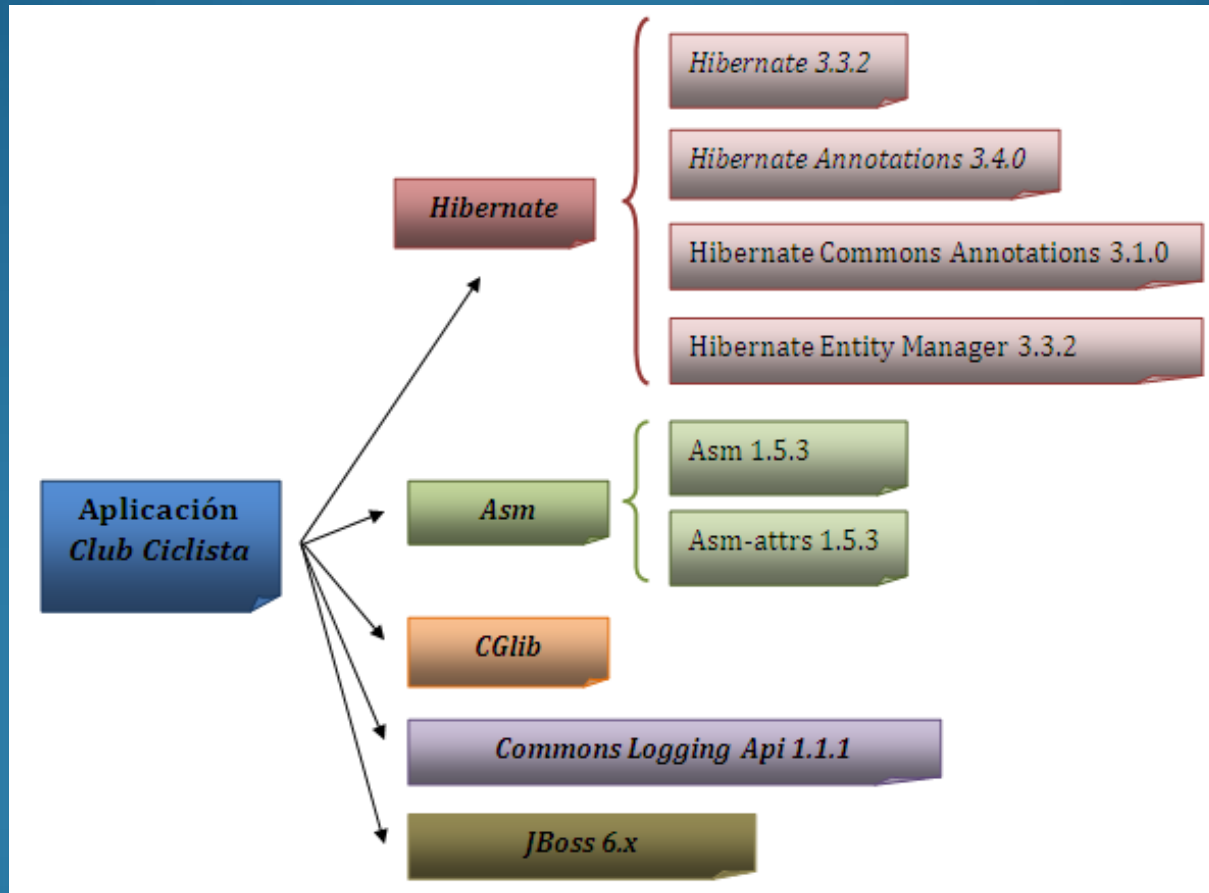 Hibernate 3.3.2
Hibernate Annotations 3.4.0
Hibernate
Hibernate Commons Annotations 3.1.0
Hibernate Entity Manager 3.3.2
Asm 1.5.3
Aplicación
Club Ciclista
Asm
Asm-attrs 1.5.3
CGlib
Commons Logging Api 1.1.1
JBoss 6.x